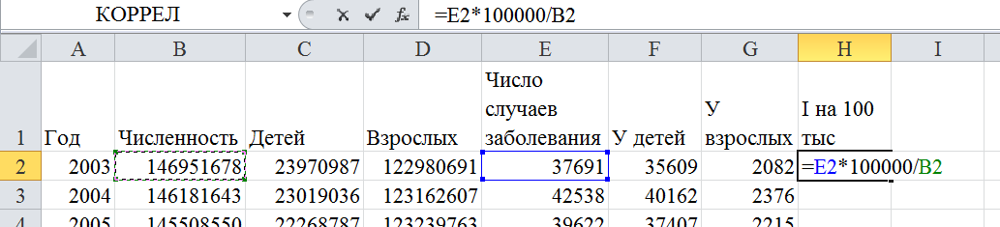 КОРРЕЛ =E2*100000/B2
A B C D E F G H I
1 Год Численность Детей Взрослых Число случаев заболевания У детей У взрослых I на 100 тыс
2 2003 146951678 23970987 122980691 37691 35609 2082 =E2*100000/B2
3 2004 146181643 23019036 123162607 42538 40162 2376
4 2005 145508550 22268787 123239763 39622 37407 2215